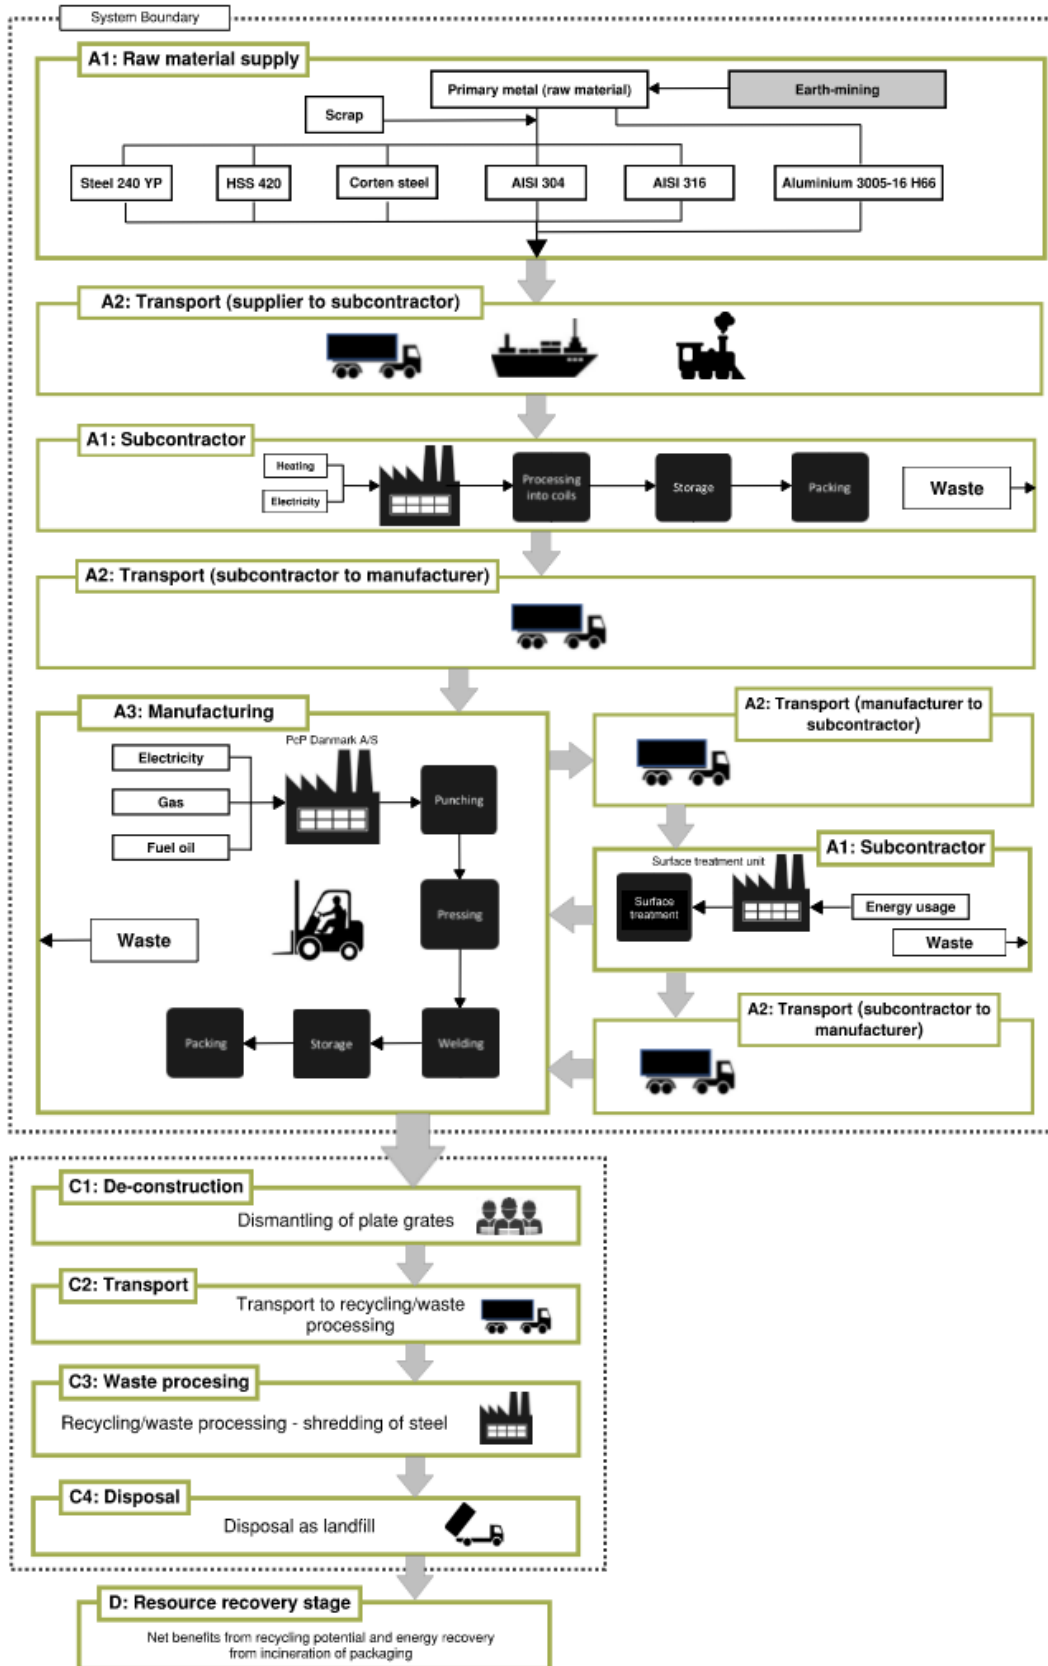 System Boundary
A1: Raw material supply
Primary metal (raw material)
Earth-mining
Scrap
Steel 240 YP
HSS 420
Corten steel
AISI 304
AISI 316
Aluminium 3005-16 H66
A2: Transport (supplier to subcontractor)
A1: Subcontractor
Heating
Electricity
Processing
into coils
Storage
Packing
Waste
A2: Transport (subcontractor to manufacturer)
A3: Manufacturing
PcP Danmark A/S
Electricity
Gas
Fuel oil
Punching
Pressing
Waste
Packing
Storage
Welding
A2: Transport (manufacturer to
subcontractor)
A1: Subcontractor
Surface treatment unit
Surface
treatment
Energy usage
Waste
A2: Transport (subcontractor to
manufacturer)
C1: De-construction
Dismantling of plate grates
C2: Transport
Transport to recycling/waste
processing
C3: Waste procesing
Recycling/waste processing - shredding of steel
C4: Disposal
Disposal as landfill
D: Resource recovery stage
Net benefits from recycling potential and energy recovery
from incineration of packaging